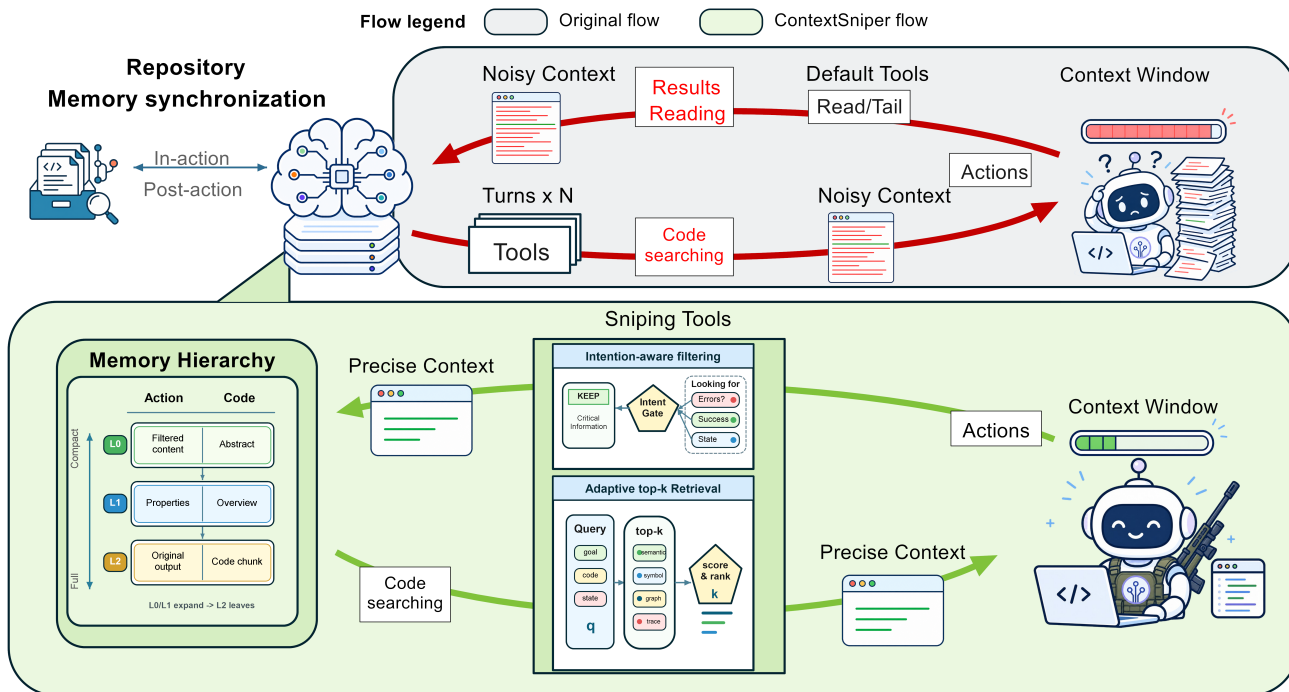 Flow legend
Original flow
ContextSniper flow
Repository
Memory synchronization
In-action
Post-action
Noisy Context
Results
Reading
Default Tools
Read/Tail
Context Window
Actions
Turns x N
Tools
Code
searching
Noisy Context
</>
? ?
</>
Sniping Tools
Memory Hierarchy
Action
Code
Compact
Full
L0
Filtered
content
Abstract
L1
Properties
Overview
L2
Original
output
Code chunk
L0/L1 expand -> L2 leaves
Precise Context
Intention-aware filtering
KEEP
Critical
Information
Intent
Gate
Looking for
Errors?
Success
State
Adaptive top-k Retrieval
Query
goal
code
state
q
top-k
semantic
symbol
graph
trace
score
& rank
k
Code
searching
Actions
Context Window
Precise Context
</>